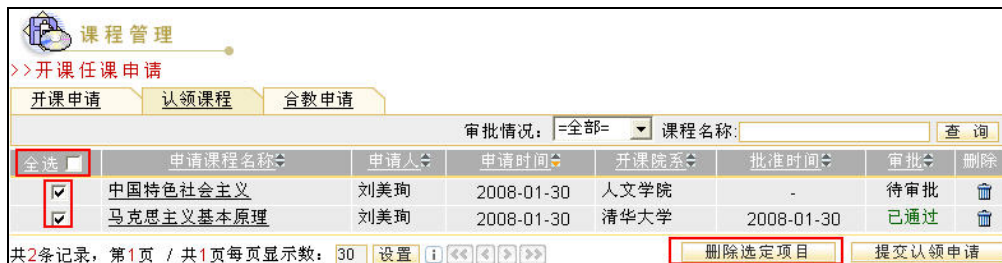 课程管理
>>开课任课申请
开课申请 认领课程 合教申请
审批情况: =全部= 课程名称: 查 询
全选 申请课程名称 申请人 申请时间 开课院系 批准时间 审批 删除
中国特色社会主义 刘美珣 2008-01-30 人文学院 - 待审批
马克思主义基本原理 刘美珣 2008-01-30 清华大学 2008-01-30 已通过
共2条记录，第1页 / 共1页每页显示数: 30 设置 i << < > >> 删除选定项目 提交认领申请